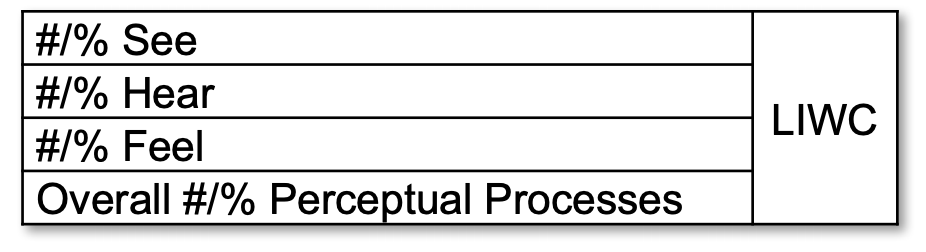 #/% See
#/% Hear
#/% Feel
Overall #/% Perceptual Processes
LIWC